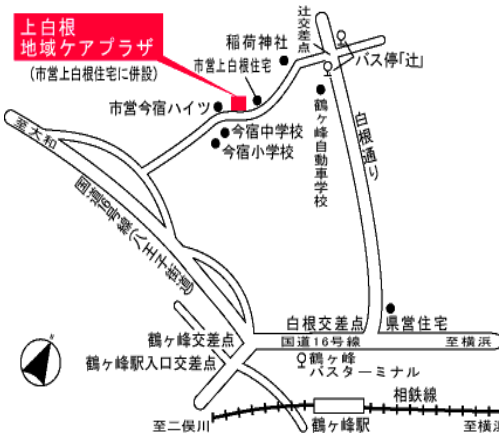 上白根
地域ケアプラザ
(市営上白根住宅に併設)
稲荷神社
辻交差点
バス停「辻」
市営上白根住宅
市営今宿ハイツ
今宿中学校
今宿小学校
鶴ヶ峰自動車学校
白根通り
至大和
国道16号線(八王子街道)
白根交差点
県営住宅
鶴ヶ峰交差点
国道16号線
至横浜
鶴ヶ峰駅入口交差点
鶴ヶ峰
バスターミナル
相鉄線
至二俣川
鶴ヶ峰駅
至横浜
N